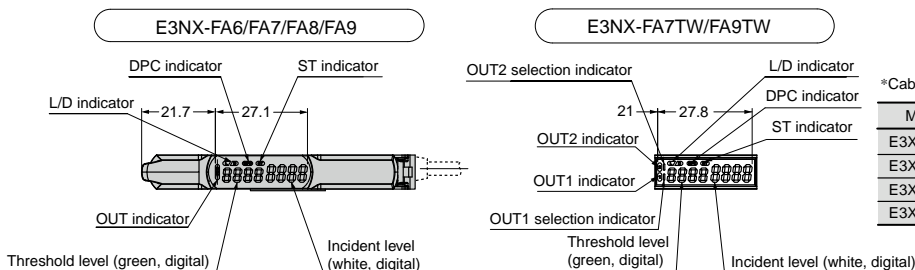 E3NX-FA6/FA7/FA8/FA9
DPC indicator
ST indicator
L/D indicator
21.7
27.1
OUT indicator
Threshold level (green, digital)
Incident level
(white, digital)
E3NX-FA7TW/FA9TW
OUT2 selection indicator
L/D indicator
DPC indicator
ST indicator
21
27.8
OUT2 indicator
OUT1 indicator
OUT1 selection indicator
Threshold level
(green, digital)
Incident level (white, digital)
*Cab
M
E3X
E3X
E3X
E3X